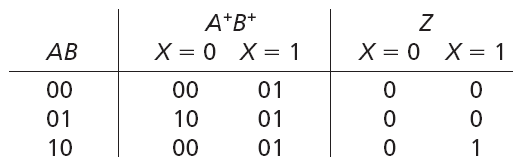 A⁺B⁺ Z
AB X = 0 X = 1 X = 0 X = 1
00 00 01 0 0
01 10 01 0 0
10 00 01 0 1